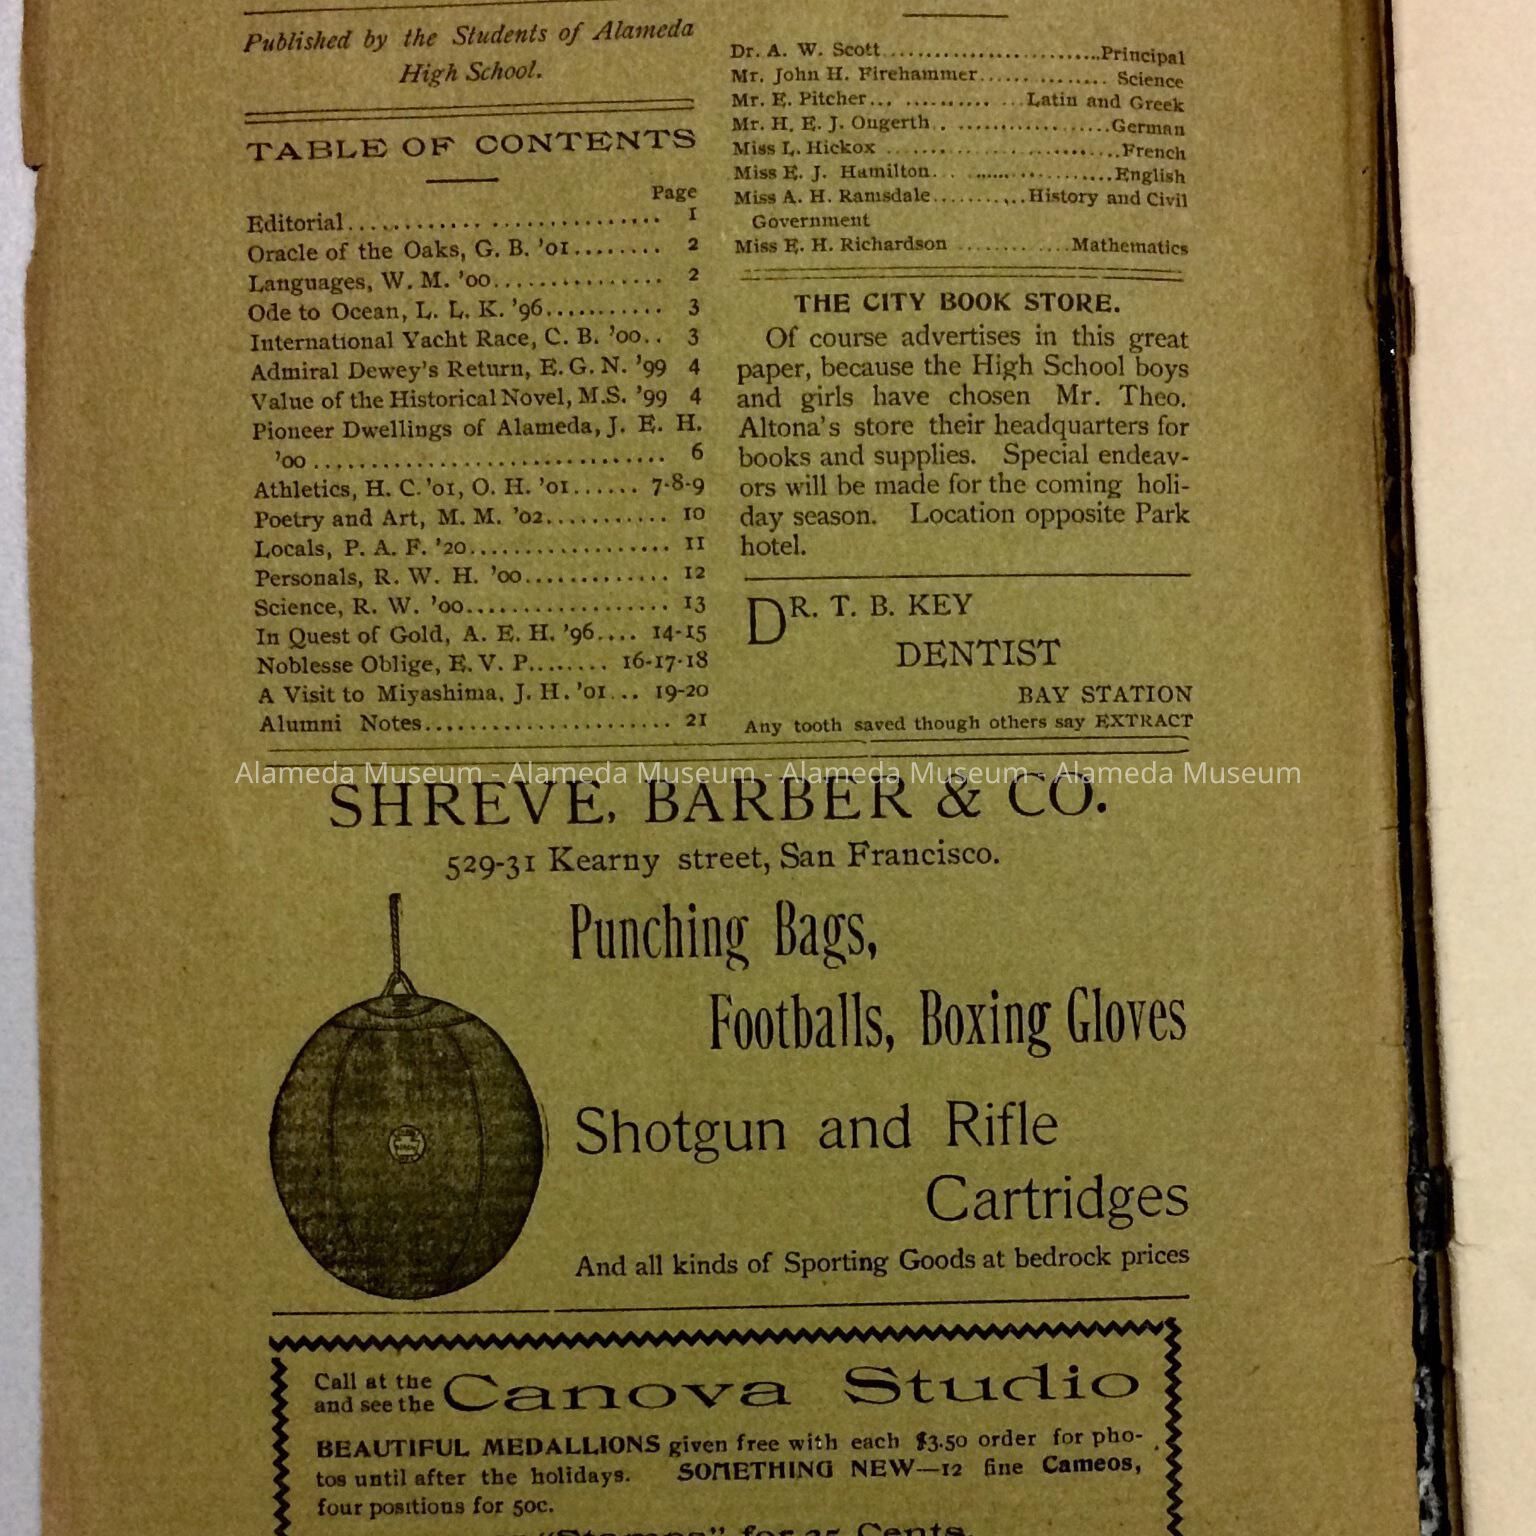 Published by the Students of Alameda
High School.
TABLE OF CONTENTS
Page
Editorial.............................. 1
Oracle of the Oaks, G. B. '01........ 2
Languages, W. M. '00............... 2
Ode to Ocean, L. L. K. '96........... 3
International Yacht Race, C. B. '00.. 3
Admiral Dewey's Return, E. G. N. '99 4
Value of the Historical Novel, M.S. '99 4
Pioneer Dwellings of Alameda, J. E. H.
'00 .............................. 6
Athletics, H. C. '01, O. H. '01...... 7-8-9
Poetry and Art, M. M. '02........... 10
Locals, P. A. F. '20.................. 11
Personals, R. W. H. '00............. 12
Science, R. W. '00.................. 13
In Quest of Gold, A. E. H. '96.... 14-15
Noblesse Oblige, E. V. P........ 16-17-18
A Visit to Miyashima, J. H. '01... 19-20
Alumni Notes...................... 21
Dr. A. W. Scott ..........................Principal
Mr. John H. Firehammer............... Science
Mr. E. Pitcher... .......... ...Latin and Greek
Mr. H. E. J. Ougerth.. ..................German
Miss L. Hickox ............................French
Miss E. J. Hamilton.. ....................English
Miss A. H. Ramsdale...........History and Civil
Government
Miss E. H. Richardson ............Mathematics
THE CITY BOOK STORE.
Of course advertises in this great
paper, because the High School boys
and girls have chosen Mr. Theo.
Altona's store their headquarters for
books and supplies. Special endeav-
ors will be made for the coming holi-
day season. Location opposite Park
hotel.
DR. T. B. KEY
DENTIST
BAY STATION
Any tooth saved though others say EXTRACT
Alameda Museum - Alameda Museum - Alameda Museum - Alameda Museum
SHREVE, BARBER & CO.
529-31 Kearny street, San Francisco.
Punching Bags,
Footballs, Boxing Gloves
Shotgun and Rifle
Cartridges
And all kinds of Sporting Goods at bedrock prices
Call at the
and see the Canova Studio
BEAUTIFUL MEDALLIONS given free with each $3.50 order for pho-
tos until after the holidays. SOMETHING NEW—12 fine Cameos,
four positions for 50c.
"Stamps" for 25 Cents.